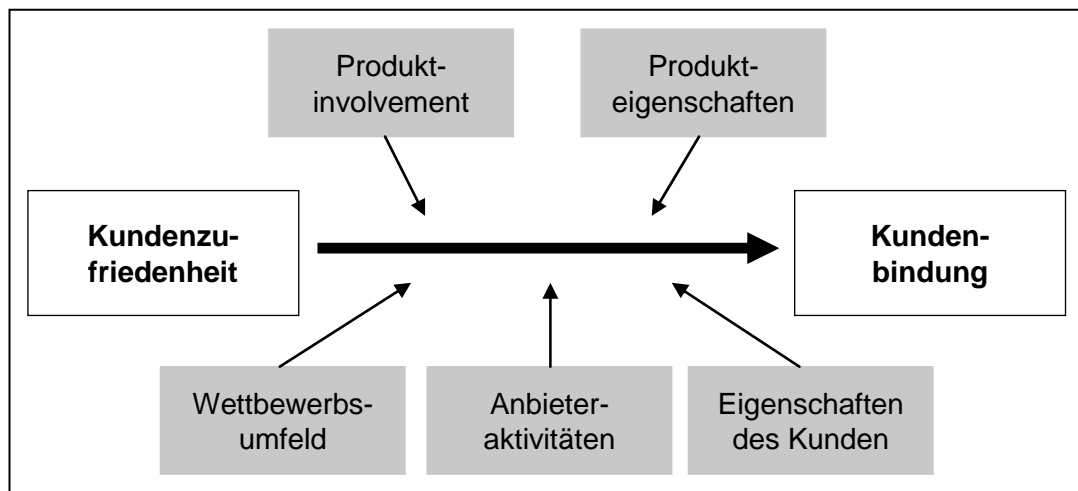 Produkt-
involvement
Produkt-
eigenschaften
Kundenzu-
friedenheit
Kunden-
bindung
Wettbewerbs-
umfeld
Anbieter-
aktivitäten
Eigenschaften
des Kunden